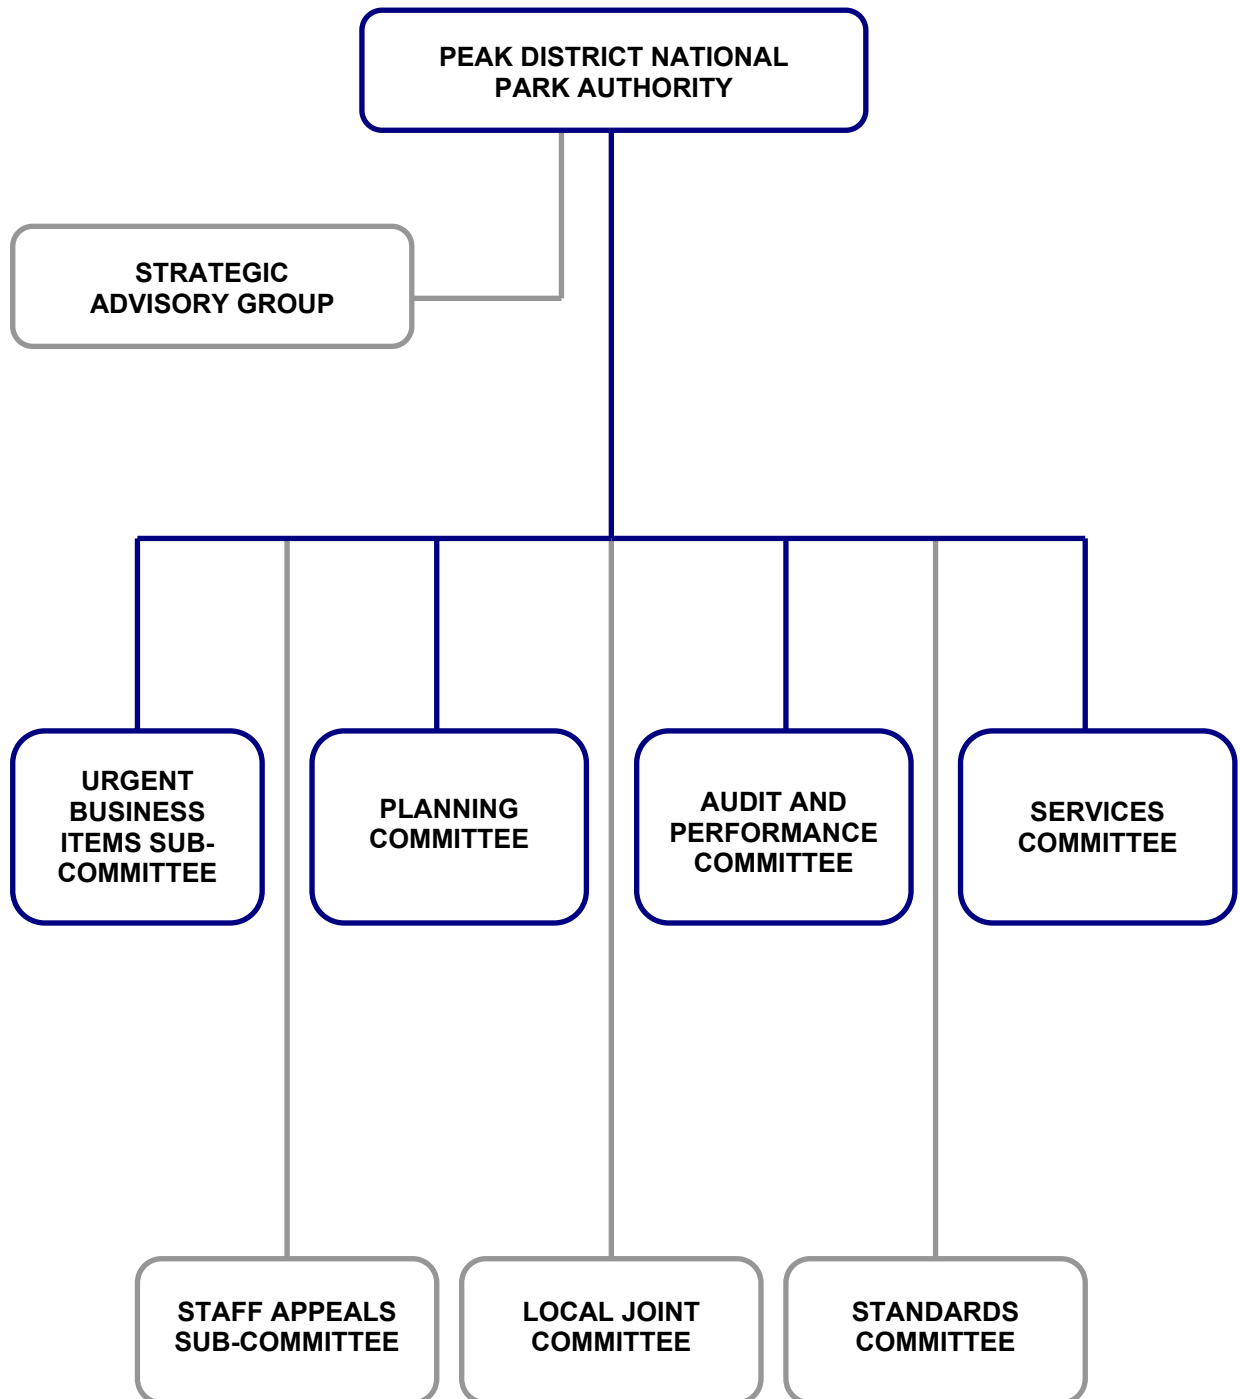 PEAK DISTRICT NATIONAL
PARK AUTHORITY
STRATEGIC
ADVISORY GROUP
URGENT
BUSINESS
ITEMS SUB-
COMMITTEE
PLANNING
COMMITTEE
AUDIT AND
PERFORMANCE
COMMITTEE
SERVICES
COMMITTEE
STAFF APPEALS
SUB-COMMITTEE
LOCAL JOINT
COMMITTEE
STANDARDS
COMMITTEE